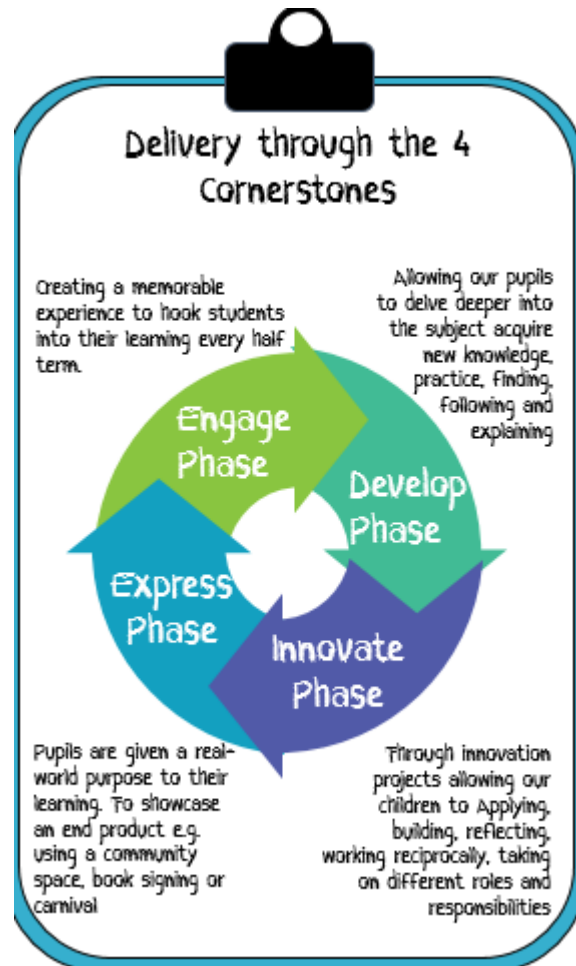 Delivery through the 4
Cornerstones
Creating a memorable
experience to hook students
into their learning every half
term.
Allowing our pupils
to delve deeper into
the subject acquire
new knowledge,
practice, finding,
following and
explaining
Engage
Phase
Develop
Phase
Innovate
Phase
Express
Phase
Through innovation
projects allowing our
children to Applying,
building, reflecting,
working reciprocally, taking
on different roles and
responsibilities
Pupils are given a real-
world purpose to their
learning. To showcase
an end product e.g.
using a community
space, book signing or
carnival